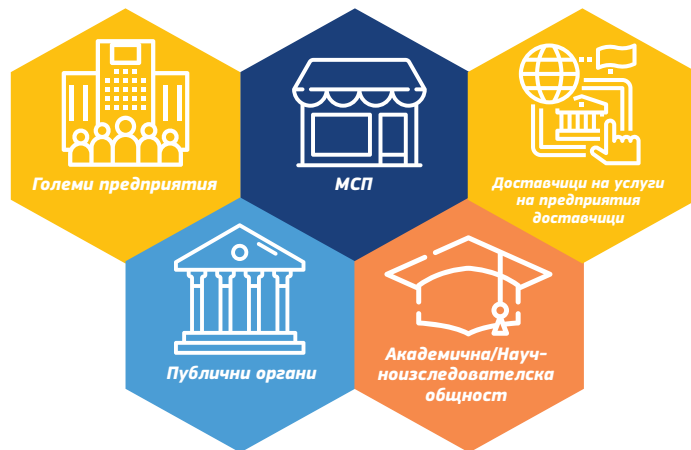 Големи предприятия
МСП
Доставчици на услуги
на предприятия
доставчици
Публични органи
Академична/Науч-
ноизследователска
общност